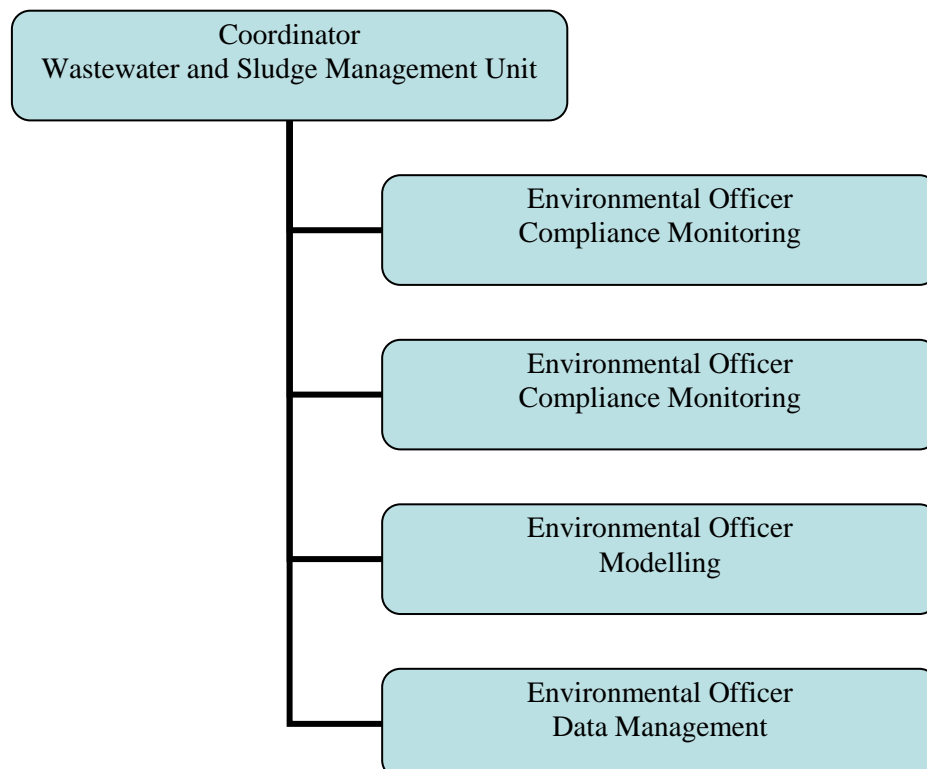 Coordinator
Wastewater and Sludge Management Unit
Environmental Officer
Compliance Monitoring
Environmental Officer
Compliance Monitoring
Environmental Officer
Modelling
Environmental Officer
Data Management